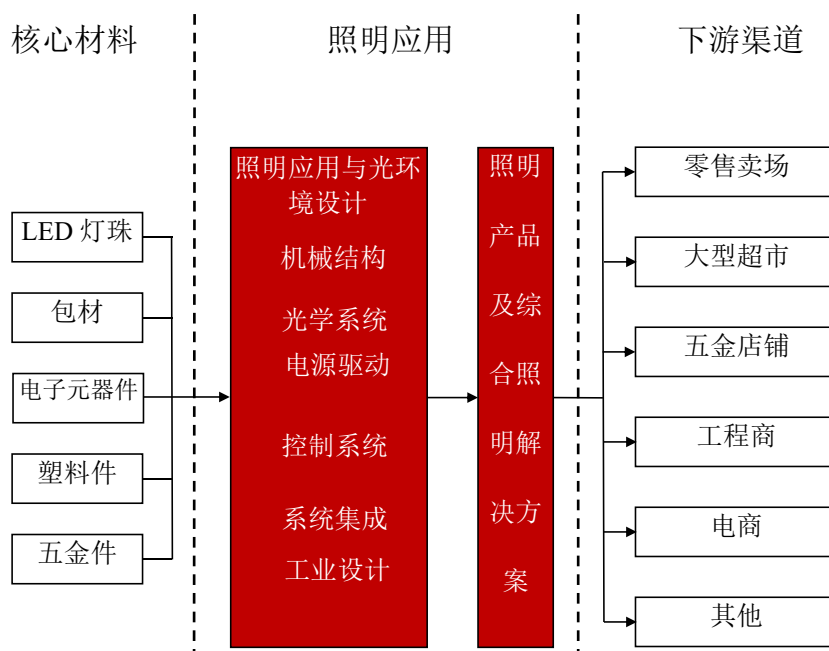 核心材料
照明应用
下游渠道
LED 灯珠
包材
电子元器件
塑料件
五金件
照明应用与光环
境设计
机械结构
光学系统
电源驱动
控制系统
系统集成
工业设计
照明
产品
及综
合照
明解
决方
案
零售卖场
大型超市
五金店铺
工程商
电商
其他